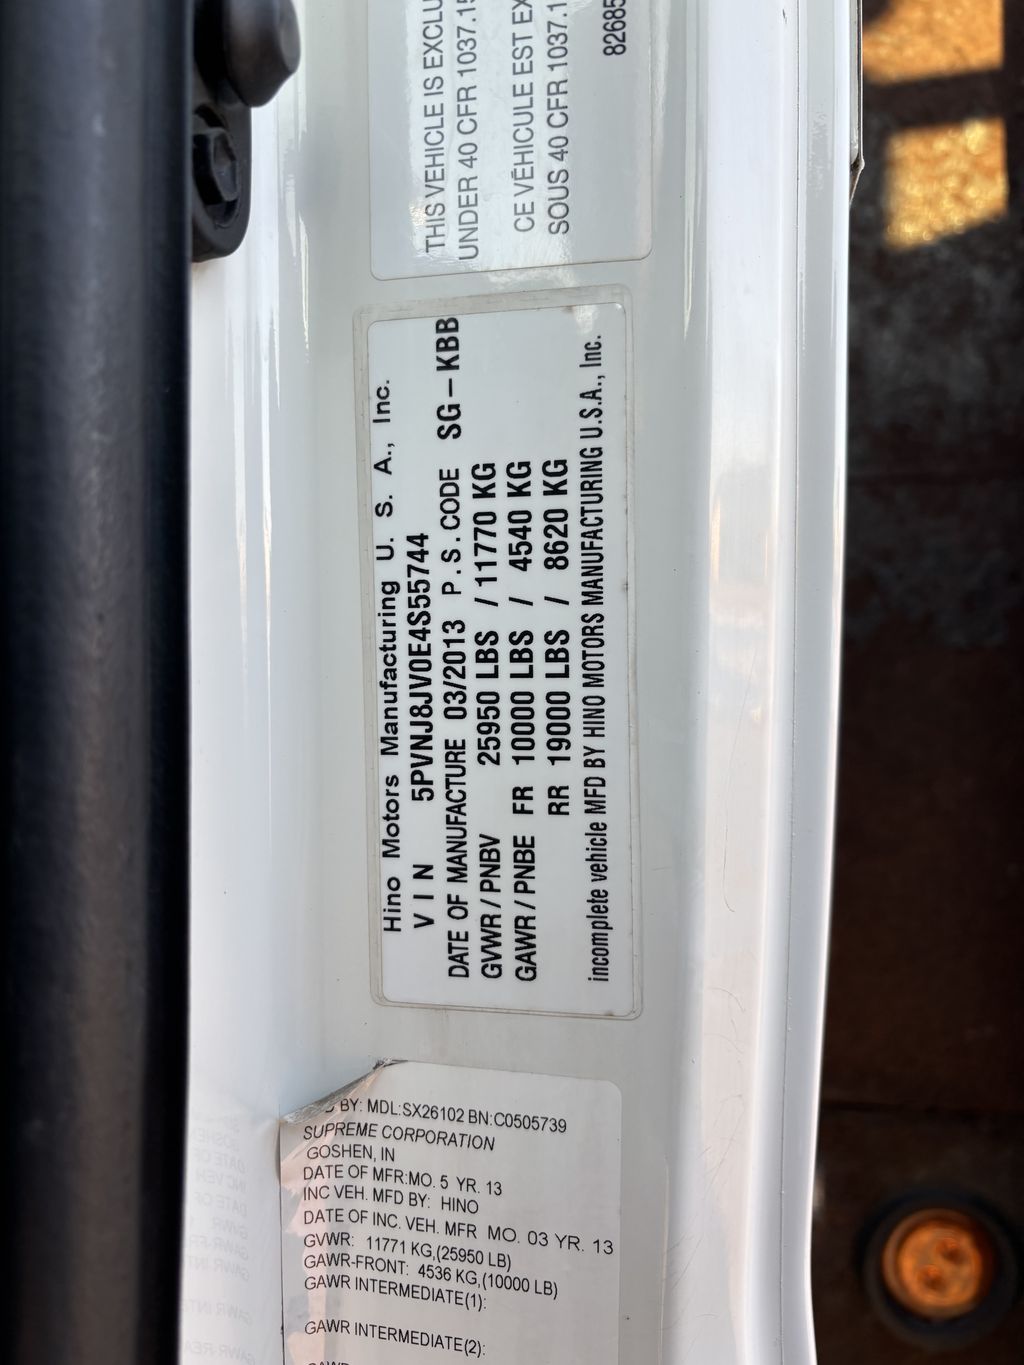 THIS VEHICLE IS EXCLU
UNDER 40 CFR 1037.15
CE VÉHICULE EST EX
SOUS 40 CFR 1037.1
82685
Hino Motors Manufacturing U. S. A., Inc.
VIN 5PVNJ8JV0E4S55744
DATE OF MANUFACTURE 03/2013 P.S.CODE SG-KBB
GVWR/PNBV 25950 LBS / 11770 KG
GAWR/PNBE FR 10000 LBS / 4540 KG
RR 19000 LBS / 8620 KG
incomplete vehicle MFD BY HINO MOTORS MANUFACTURING U.S.A., Inc.
BY: MDL:SX26102 BN:C0505739
SUPREME CORPORATION
GOSHEN, IN
DATE OF MFR:MO. 5 YR. 13
INC VEH. MFD BY: HINO
DATE OF INC. VEH. MFR MO. 03 YR. 13
GVWR: 11771 KG,(25950 LB)
GAWR-FRONT: 4536 KG,(10000 LB)
GAWR INTERMEDIATE(1):
GAWR INTERMEDIATE(2):